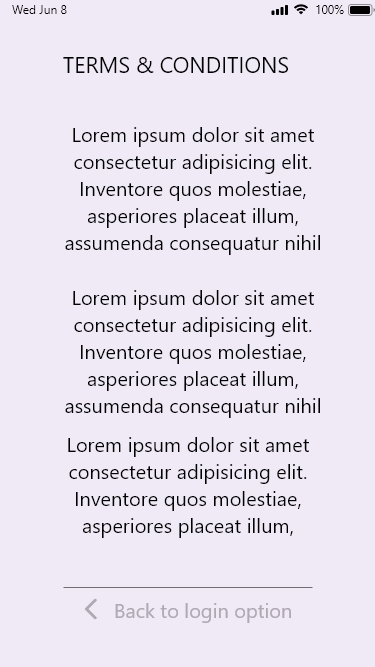 Wed Jun 8 100%
TERMS & CONDITIONS
Lorem ipsum dolor sit amet
consectetur adipisicing elit.
Inventore quos molestiae,
asperiores placeat illum,
assumenda consequatur nihil
Lorem ipsum dolor sit amet
consectetur adipisicing elit.
Inventore quos molestiae,
asperiores placeat illum,
assumenda consequatur nihil
Lorem ipsum dolor sit amet
consectetur adipisicing elit.
Inventore quos molestiae,
asperiores placeat illum,
Back to login option